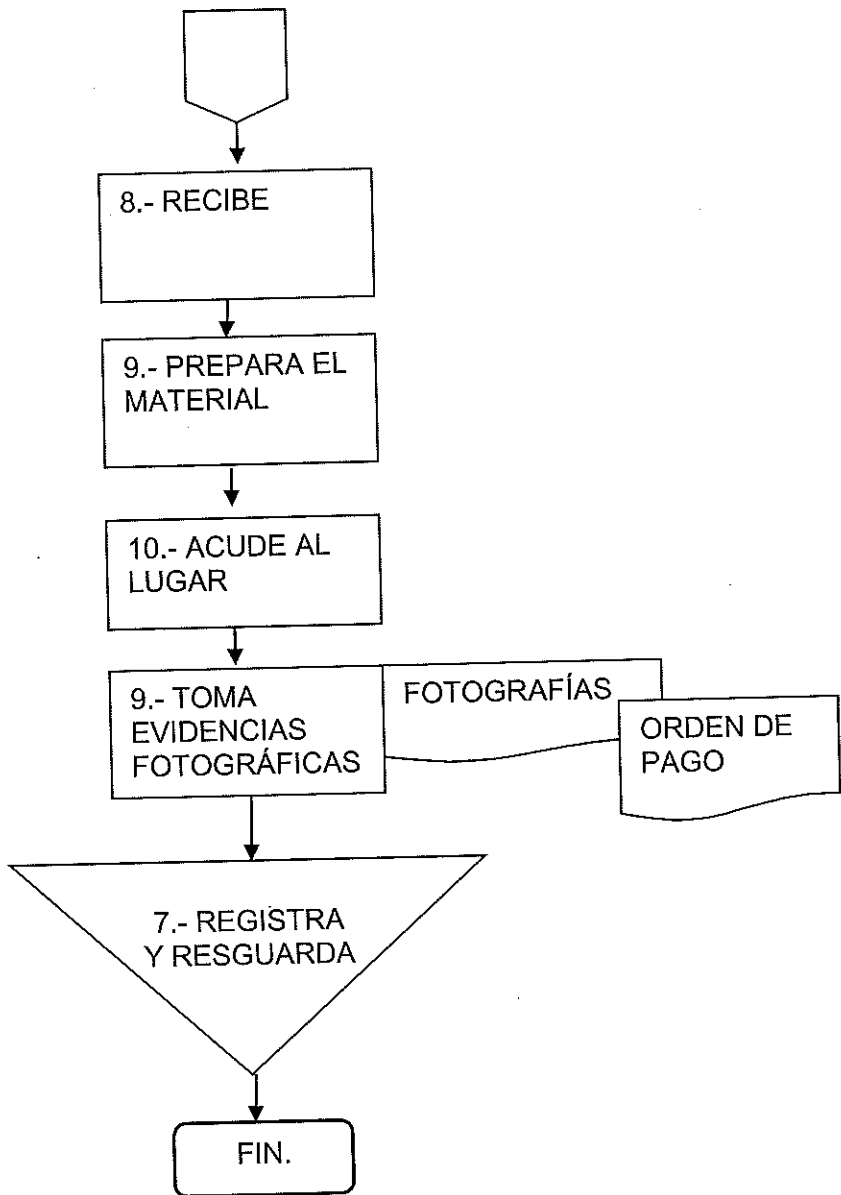 8.- RECIBE
9.- PREPARA EL
MATERIAL
10.- ACUDE AL
LUGAR
9.- TOMA
EVIDENCIAS
FOTOGRÁFICAS
FOTOGRAFÍAS
ORDEN DE
PAGO
7.- REGISTRA
Y RESGUARDA
FIN.